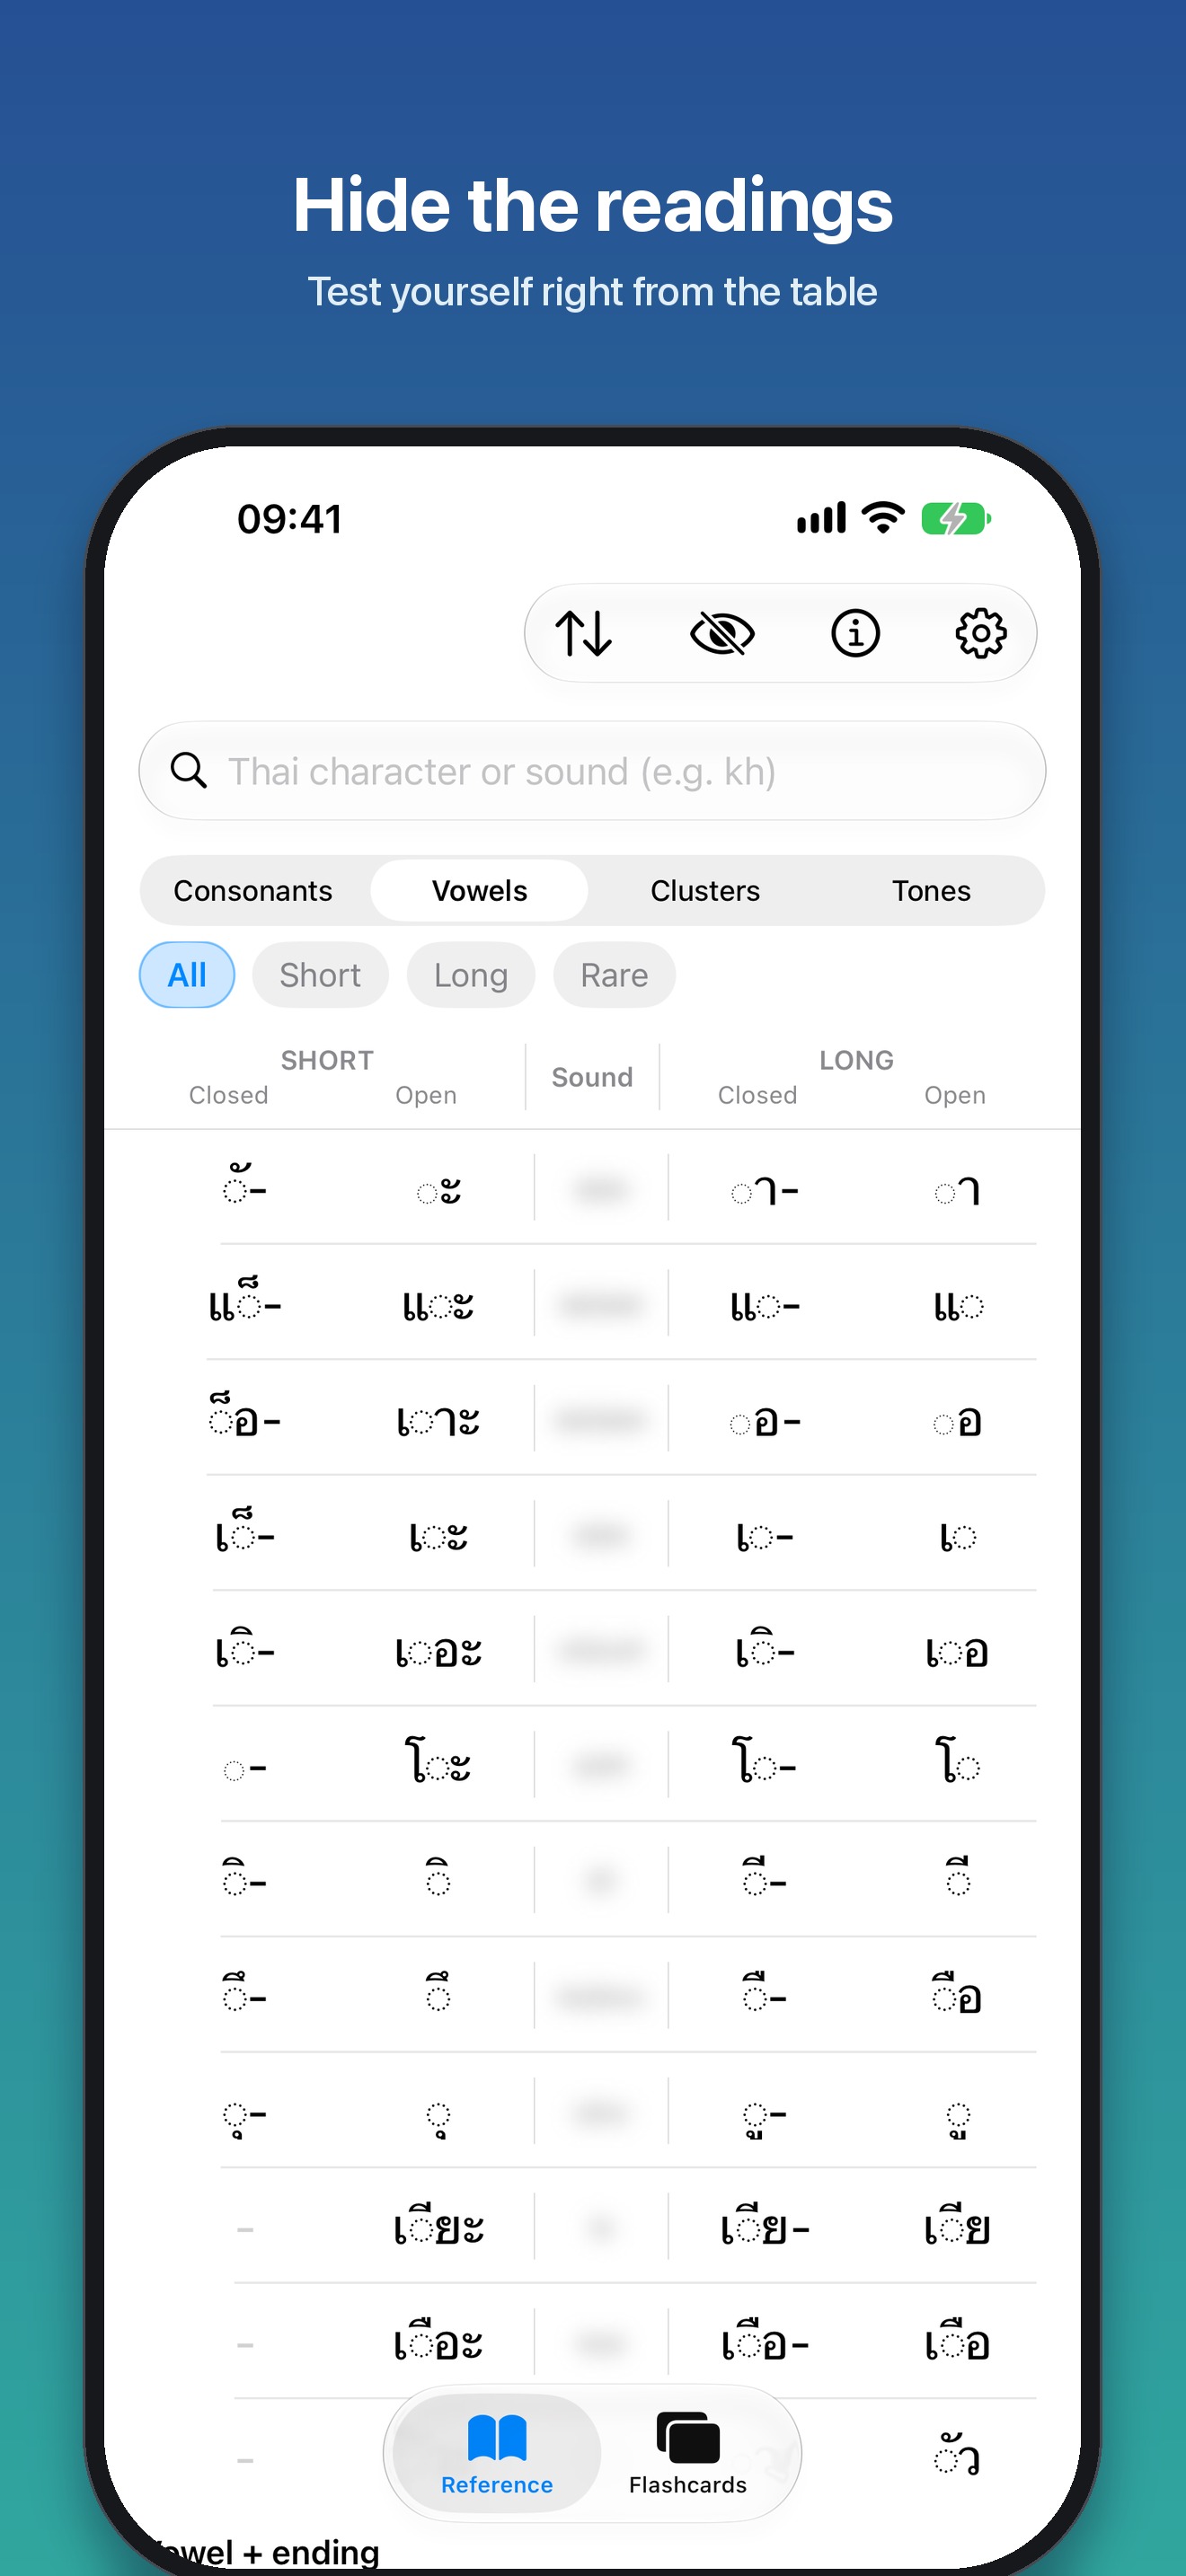 Hide the readings
Test yourself right from the table
09:41
Thai character or sound (e.g. kh)
Consonants Vowels Clusters Tones
All Short Long Rare
SHORT Sound LONG
Closed Open Closed Open
◌ั- ◌ะ ◌า- ◌า
แ◌็- แ◌ะ แ◌- แ◌
◌็อ- เ◌าะ ◌อ- ◌อ
เ◌็- เ◌ะ เ◌- เ◌
เ◌ิ- เ◌อะ เ◌ิ- เ◌อ
◌- โ◌ะ โ◌- โ◌
◌ิ- ◌ิ ◌ี- ◌ี
◌ึ- ◌ึ ◌ื- ◌ือ
◌ุ- ◌ุ ◌ู- ◌ู
- เ◌ียะ เ◌ีย- เ◌ีย
- เ◌ือะ เ◌ือ- เ◌ือ
- ◌ัว
Reference Flashcards
+ ending